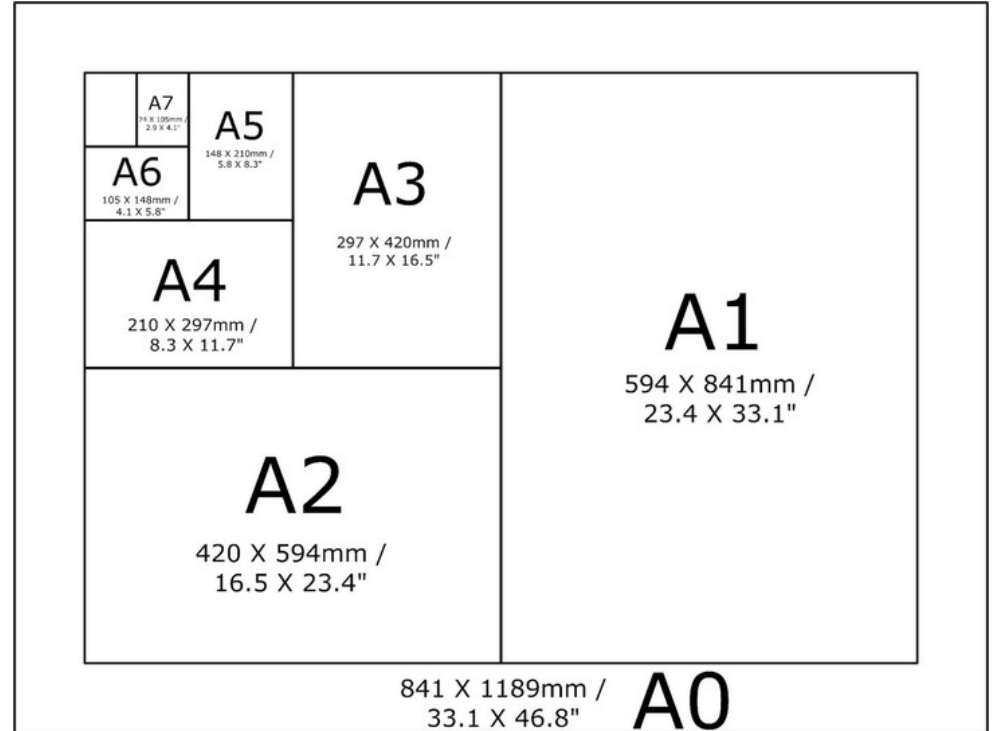 A7
74 X 105mm /
2.9 X 4.1"
A5
148 X 210mm /
5.8 X 8.3"
A6
105 X 148mm /
4.1 X 5.8"
A3
297 X 420mm /
11.7 X 16.5"
A4
210 X 297mm /
8.3 X 11.7"
A1
594 X 841mm /
23.4 X 33.1"
A2
420 X 594mm /
16.5 X 23.4"
841 X 1189mm /
33.1 X 46.8"
A0